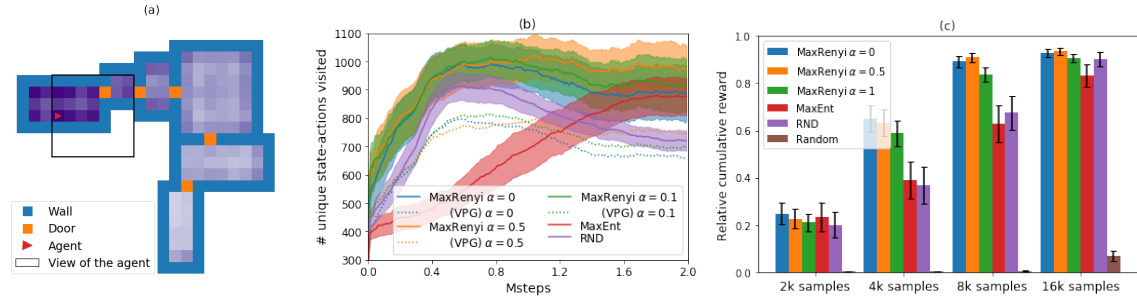 (a)
Wall
Door
Agent
View of the agent
(b)
# unique state-actions visited
1100
1000
900
800
700
600
500
400
300
MaxRenyi α = 0
(VPG) α = 0
MaxRenyi α = 0.5
(VPG) α = 0.5
MaxRenyi α = 0.1
(VPG) α = 0.1
MaxEnt
RND
0.0 0.4 0.8 1.2 1.6 2.0
Msteps
(c)
Relative cumulative reward
1.0
0.8
0.6
0.4
0.2
0.0
MaxRenyi α = 0
MaxRenyi α = 0.5
MaxRenyi α = 1
MaxEnt
RND
Random
2k samples 4k samples 8k samples 16k samples